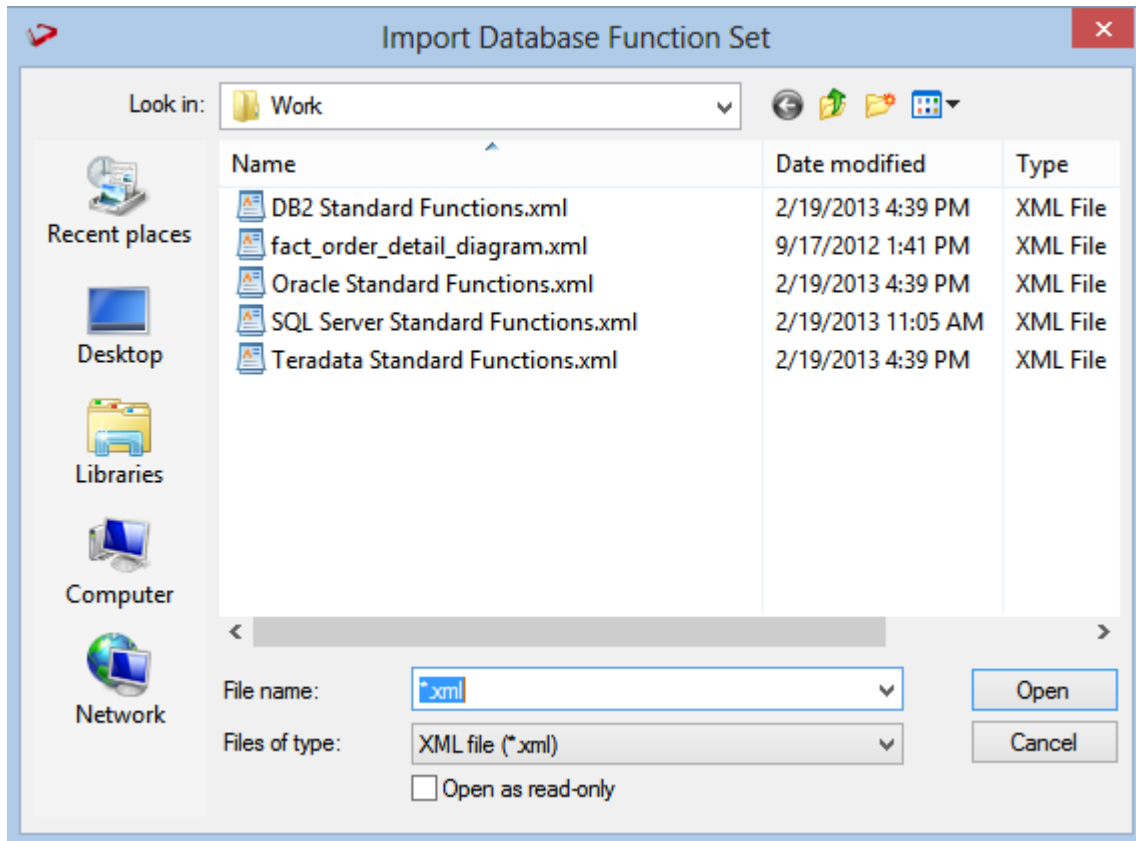 Import Database Function Set
Look in: Work
Name Date modified Type
DB2 Standard Functions.xml 2/19/2013 4:39 PM XML File
fact_order_detail_diagram.xml 9/17/2012 1:41 PM XML File
Oracle Standard Functions.xml 2/19/2013 4:39 PM XML File
SQL Server Standard Functions.xml 2/19/2013 11:05 AM XML File
Teradata Standard Functions.xml 2/19/2013 4:39 PM XML File
Recent places
Desktop
Libraries
Computer
Network
File name: *.xml Open
Files of type: XML file (*.xml) Cancel
Open as read-only